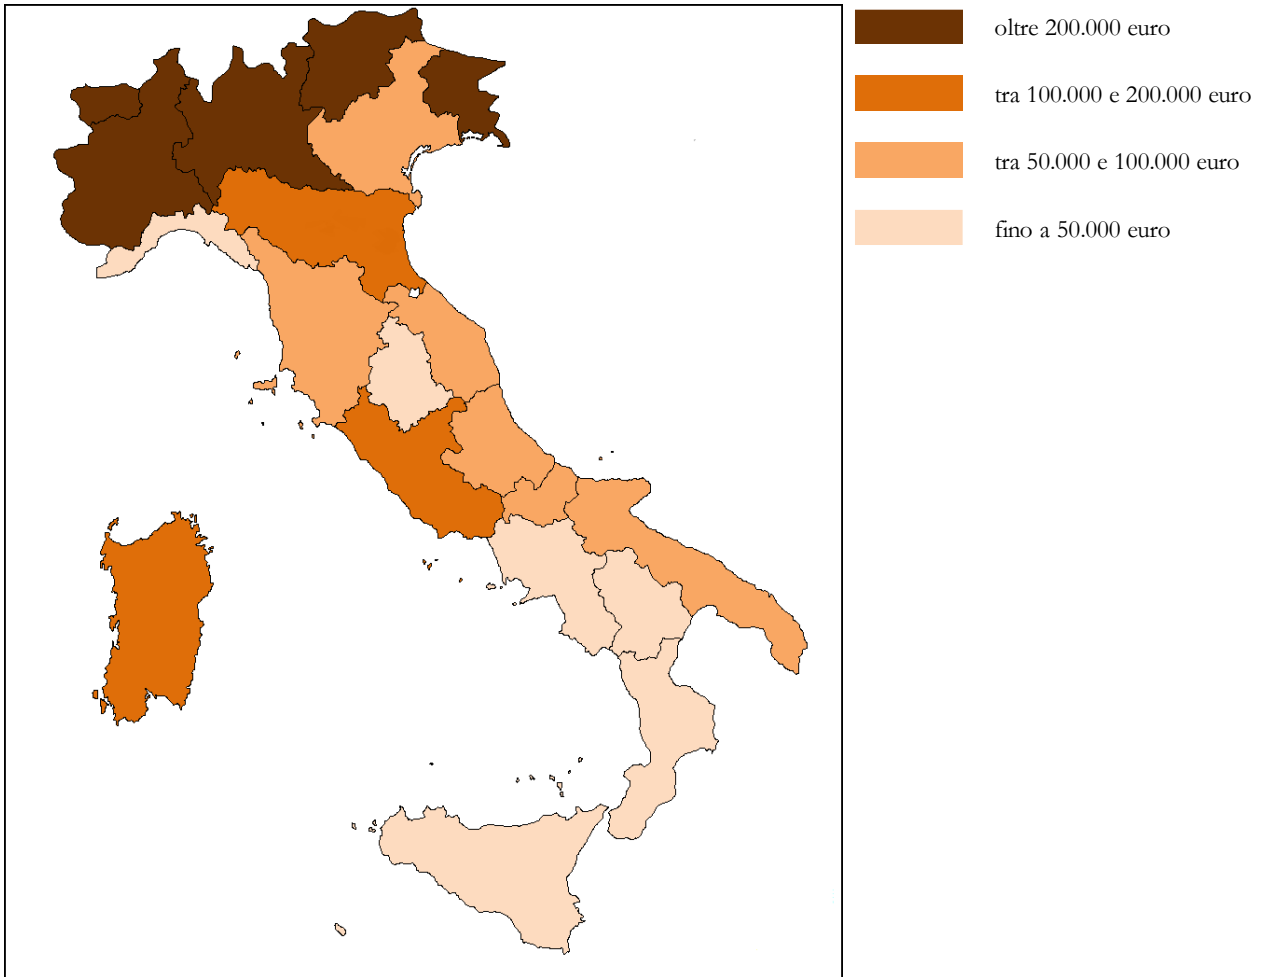 oltre 200.000 euro
tra 100.000 e 200.000 euro
tra 50.000 e 100.000 euro
fino a 50.000 euro